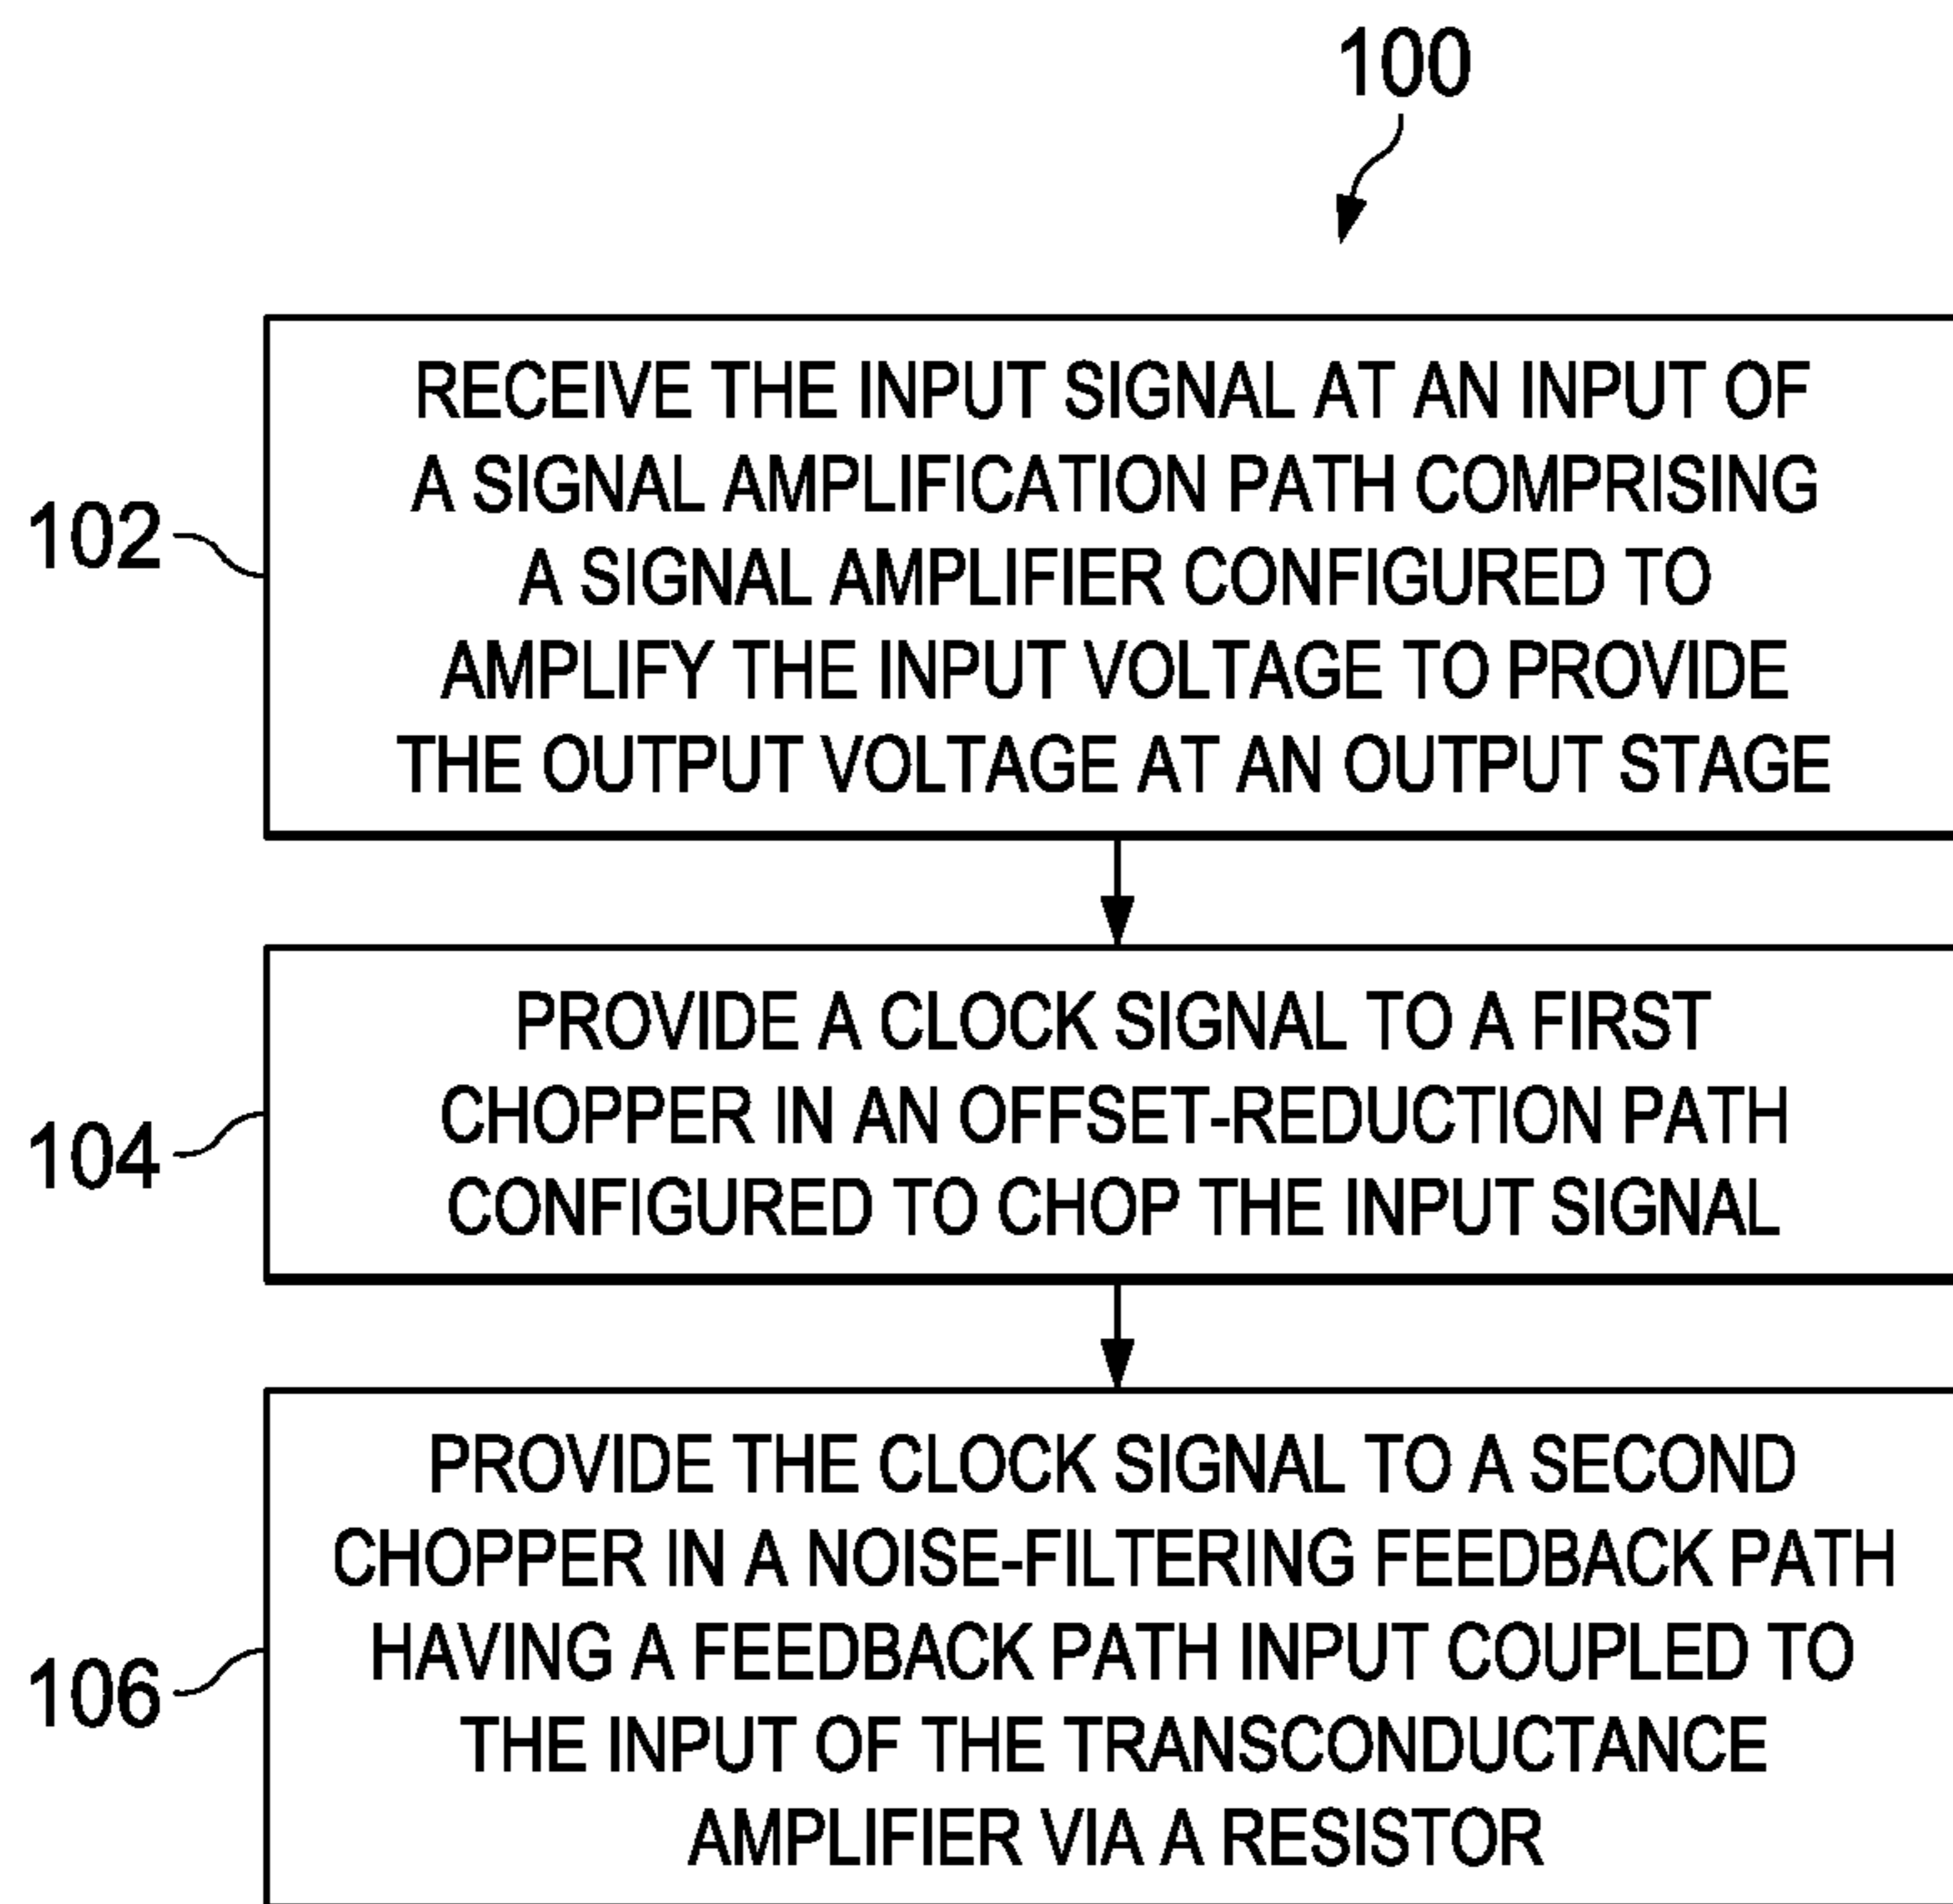 100
102
RECEIVE THE INPUT SIGNAL AT AN INPUT OF
A SIGNAL AMPLIFICATION PATH COMPRISING
A SIGNAL AMPLIFIER CONFIGURED TO
AMPLIFY THE INPUT VOLTAGE TO PROVIDE
THE OUTPUT VOLTAGE AT AN OUTPUT STAGE
104
PROVIDE A CLOCK SIGNAL TO A FIRST
CHOPPER IN AN OFFSET-REDUCTION PATH
CONFIGURED TO CHOP THE INPUT SIGNAL
106
PROVIDE THE CLOCK SIGNAL TO A SECOND
CHOPPER IN A NOISE-FILTERING FEEDBACK PATH
HAVING A FEEDBACK PATH INPUT COUPLED TO
THE INPUT OF THE TRANSCONDUCTANCE
AMPLIFIER VIA A RESISTOR